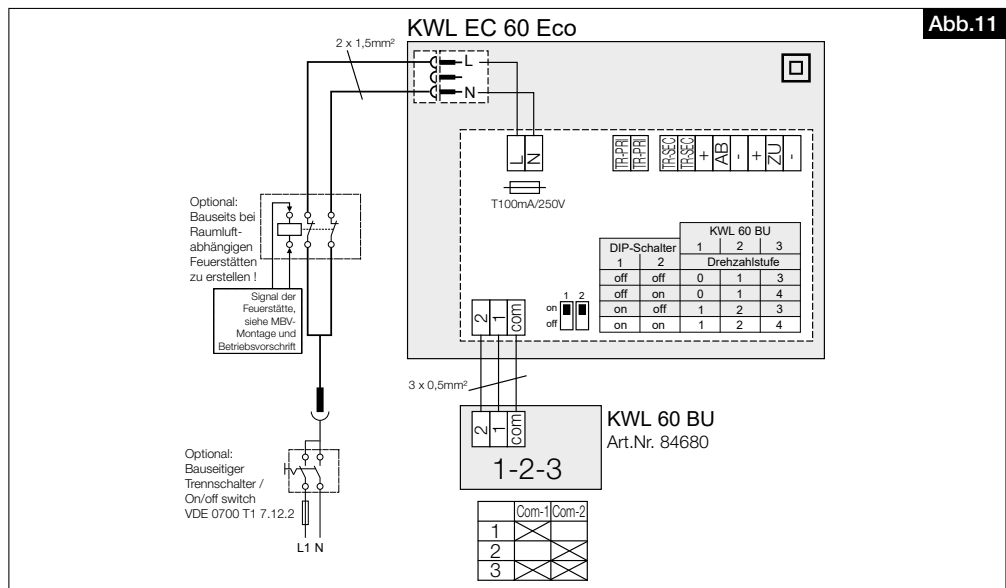 Abb.11
KWL EC 60 Eco
2 x 1,5mm²
L
N
L
N
T100mA/250V
TR-PRI
TR-PRI
TR-SEC
TR-SEC
+
AB
-
+
ZU
-
Optional:
Bauseits bei
Raumluft-
abhängigen
Feuerstätten
zu erstellen !
Signal der
Feuerstätte,
siehe MBV-
Montage und
Betriebsvorschrift
KWL 60 BU
DIP-Schalter 1 2 3
1 2 Drehzahlstufe
off off 0 1 3
off on 0 1 4
on off 1 2 3
on on 1 2 4
1 2
on
off
2 1 com
3 x 0,5mm²
2 1 com
1-2-3
KWL 60 BU
Art.Nr. 84680
Optional:
Bauseitiger
Trennschalter /
On/off switch
VDE 0700 T1 7.12.2
L1 N
Com-1 Com-2
1
2
3